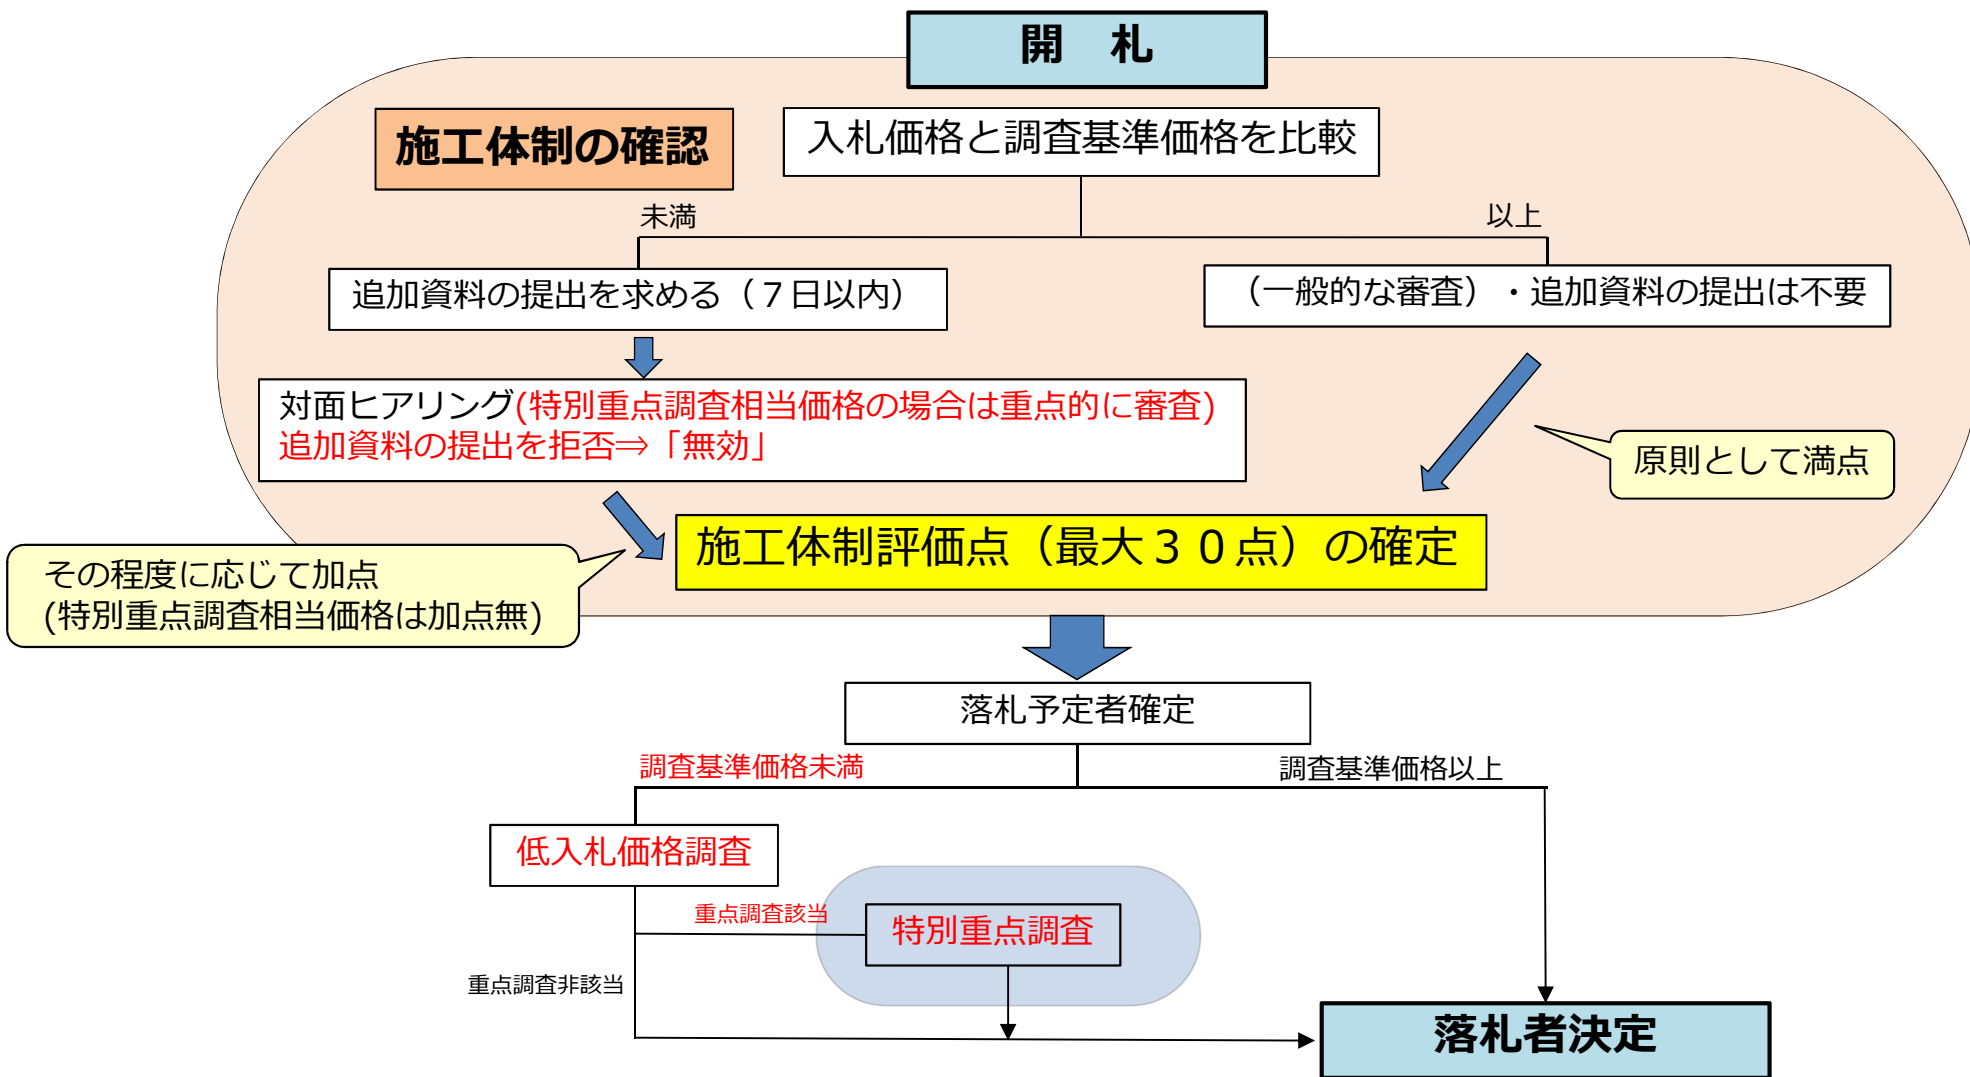 開　札
施工体制の確認
入札価格と調査基準価格を比較
未満
以上
追加資料の提出を求める（７日以内）
（一般的な審査）・追加資料の提出は不要
対面ヒアリング(特別重点調査相当価格の場合は重点的に審査)
追加資料の提出を拒否⇒「無効」
原則として満点
施工体制評価点（最大３０点）の確定
その程度に応じて加点
(特別重点調査相当価格は加点無)
落札予定者確定
調査基準価格未満
調査基準価格以上
低入札価格調査
重点調査該当
特別重点調査
重点調査非該当
落札者決定